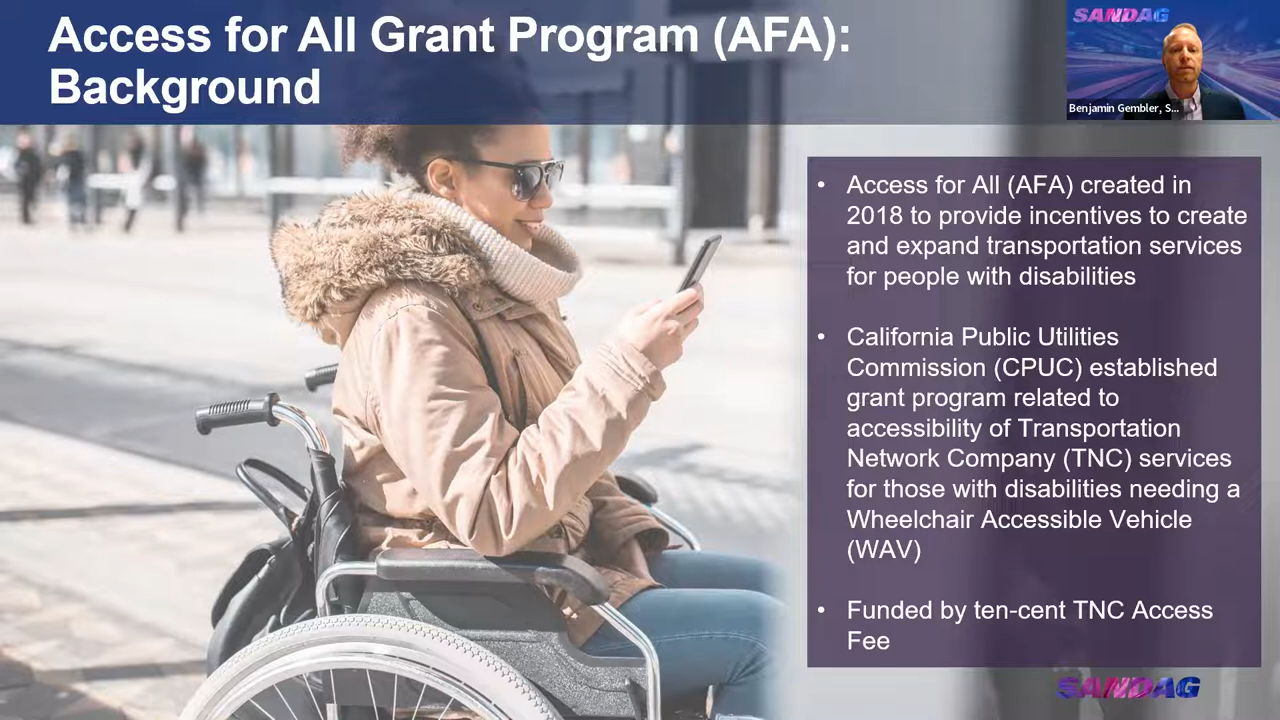 Access for All Grant Program (AFA):
Background
SANDAG
Benjamin Gembler, S...
• Access for All (AFA) created in
2018 to provide incentives to create
and expand transportation services
for people with disabilities
• California Public Utilities
Commission (CPUC) established
grant program related to
accessibility of Transportation
Network Company (TNC) services
for those with disabilities needing a
Wheelchair Accessible Vehicle
(WAV)
• Funded by ten-cent TNC Access
Fee
SANDAG